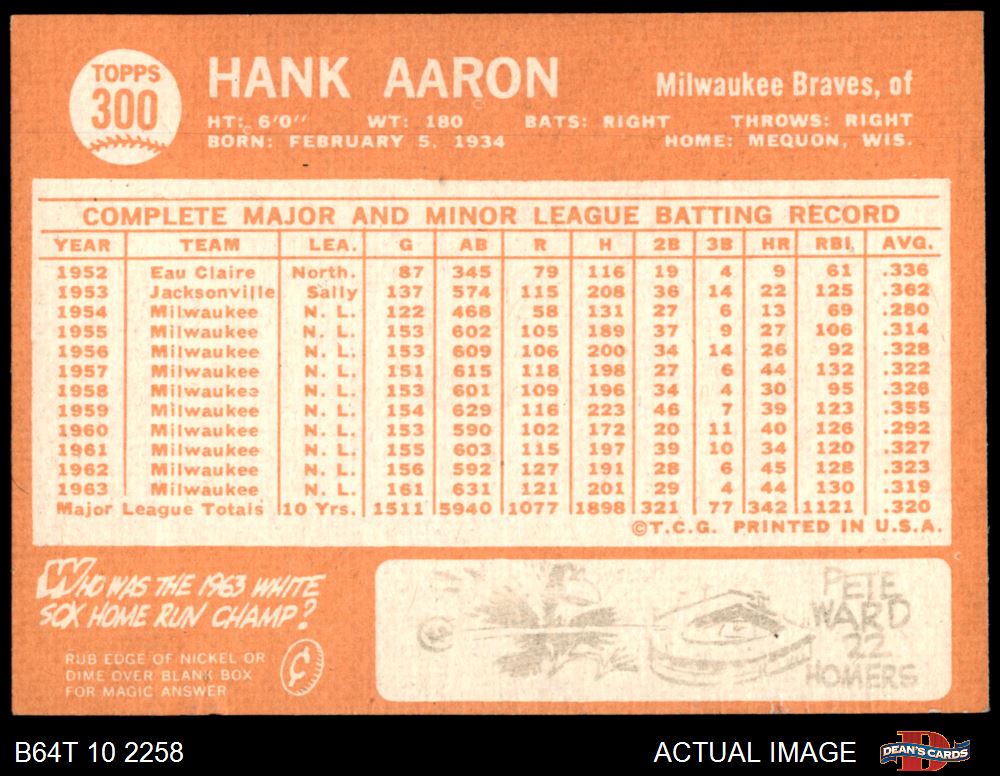 TOPPS
300
HANK AARON
Milwaukee Braves, of
HT: 6'0" WT: 180 BATS: RIGHT THROWS: RIGHT
BORN: FEBRUARY 5, 1934 HOME: MEQUON, WIS.
COMPLETE MAJOR AND MINOR LEAGUE BATTING RECORD
YEAR TEAM LEA. G AB R H 2B 3B HR RBI AVG.
1952 Eau Claire North. 87 345 79 116 19 4 9 61 .336
1953 Jacksonville Sally 137 574 115 208 36 14 22 125 .362
1954 Milwaukee N. L. 122 468 58 131 27 6 13 69 .280
1955 Milwaukee N. L. 153 602 105 189 37 9 27 106 .314
1956 Milwaukee N. L. 153 609 106 200 34 14 26 92 .328
1957 Milwaukee N. L. 151 615 118 198 27 6 44 132 .322
1958 Milwaukee N. L. 153 601 109 196 34 4 30 95 .326
1959 Milwaukee N. L. 154 629 116 223 46 7 39 123 .355
1960 Milwaukee N. L. 153 590 102 172 20 11 40 126 .292
1961 Milwaukee N. L. 155 603 115 197 39 10 34 120 .327
1962 Milwaukee N. L. 156 592 127 191 28 6 45 128 .323
1963 Milwaukee N. L. 161 631 121 201 29 4 44 130 .319
Major League Totals 10 Yrs. 1511 5940 1077 1898 321 77 342 1121 .320
©T.C.G. PRINTED IN U.S.A.
WHO WAS THE 1963 WHITE
SOX HOME RUN CHAMP?
RUB EDGE OF NICKEL OR
DIME OVER BLANK BOX
FOR MAGIC ANSWER
¢
PETE
WARD
22
HOMERS
B64T 10 2258
ACTUAL IMAGE
D
DEAN'S CARDS